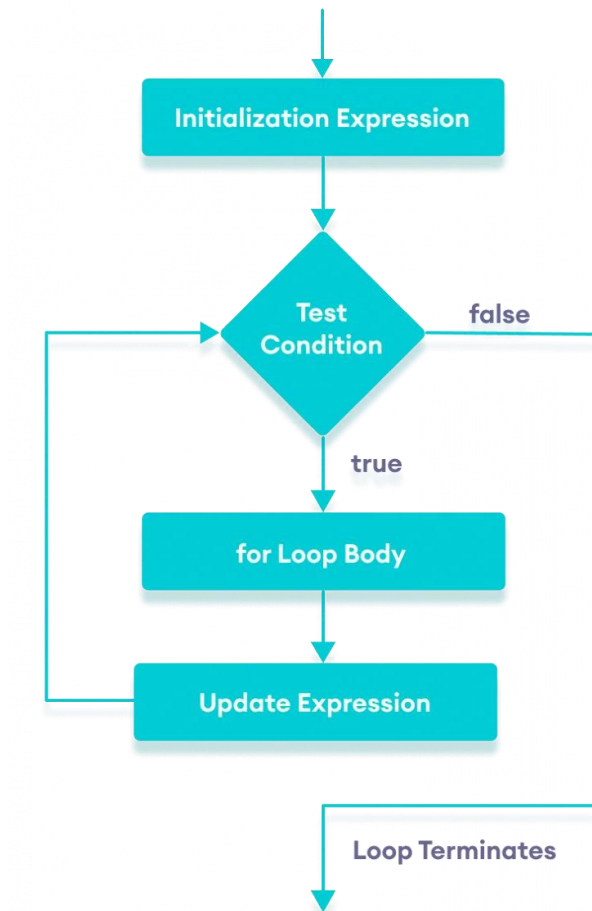 Initialization Expression
Test
Condition
false
true
for Loop Body
Update Expression
Loop Terminates